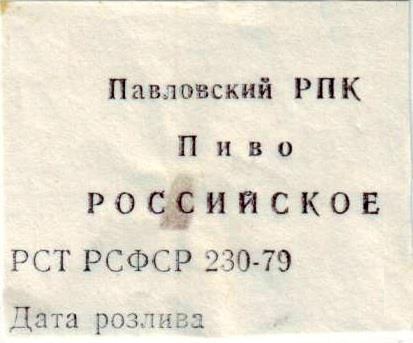 Павловский РПК
Пиво
РОССИЙСКОЕ
РСТ РСФСР 230-79
Дата розлива